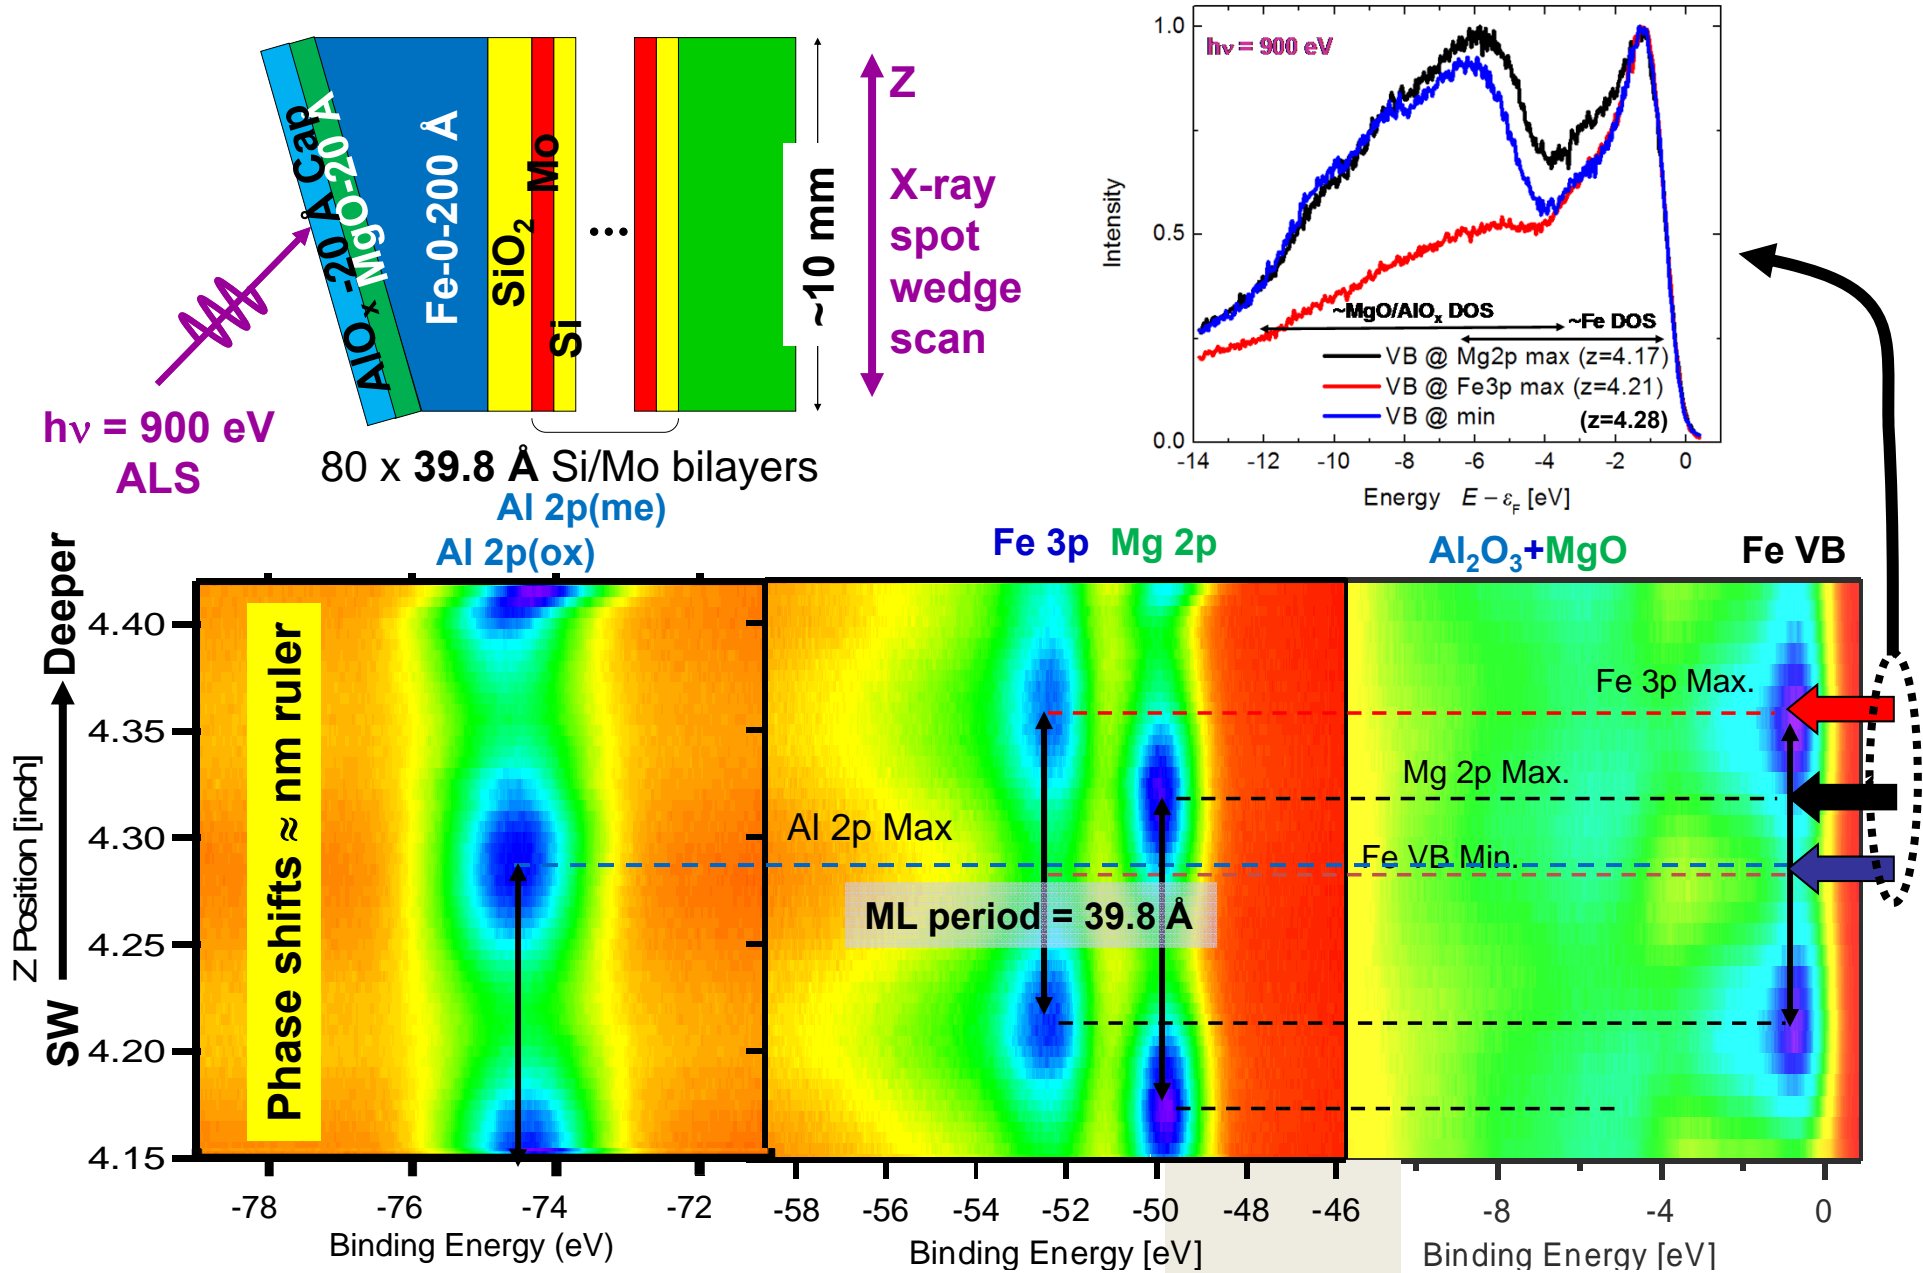 AlOx -20 Å Cap
MgO-20 Å
Fe-0-200 Å
SiO2
Mo
Si
...
~10 mm
Z
X-ray
spot
wedge
scan
hν = 900 eV
ALS
80 x 39.8 Å Si/Mo bilayers
hν = 900 eV
1.0
0.5
0.0
Intensity
~MgO/AlOx DOS
~Fe DOS
VB @ Mg2p max (z=4.17)
VB @ Fe3p max (z=4.21)
VB @ min (z=4.28)
-14 -12 -10 -8 -6 -4 -2 0
Energy E – εF [eV]
Al 2p(me)
Al 2p(ox)
Fe 3p Mg 2p
Al2O3+MgO
Fe VB
Deeper
SW
Z Position [inch]
4.40
4.35
4.30
4.25
4.20
4.15
Phase shifts ≈ nm ruler
Fe 3p Max.
Mg 2p Max.
Al 2p Max
Fe VB Min.
ML period = 39.8 Å
-78 -76 -74 -72
Binding Energy (eV)
-58 -56 -54 -52 -50 -48 -46
Binding Energy [eV]
-8 -4 0
Binding Energy [eV]